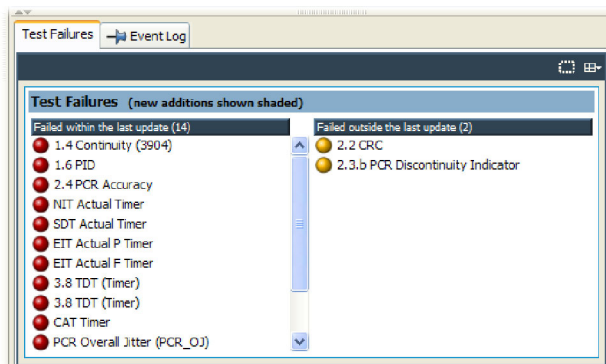 Test Failures
Event Log
Test Failures (new additions shown shaded)
Failed within the last update (14)
1.4 Continuity (3904)
1.6 PID
2.4 PCR Accuracy
NIT Actual Timer
SDT Actual Timer
EIT Actual P Timer
EIT Actual F Timer
3.8 TDT (Timer)
3.8 TDT (Timer)
CAT Timer
PCR Overall Jitter (PCR_OJ)
Failed outside the last update (2)
2.2 CRC
2.3.b PCR Discontinuity Indicator